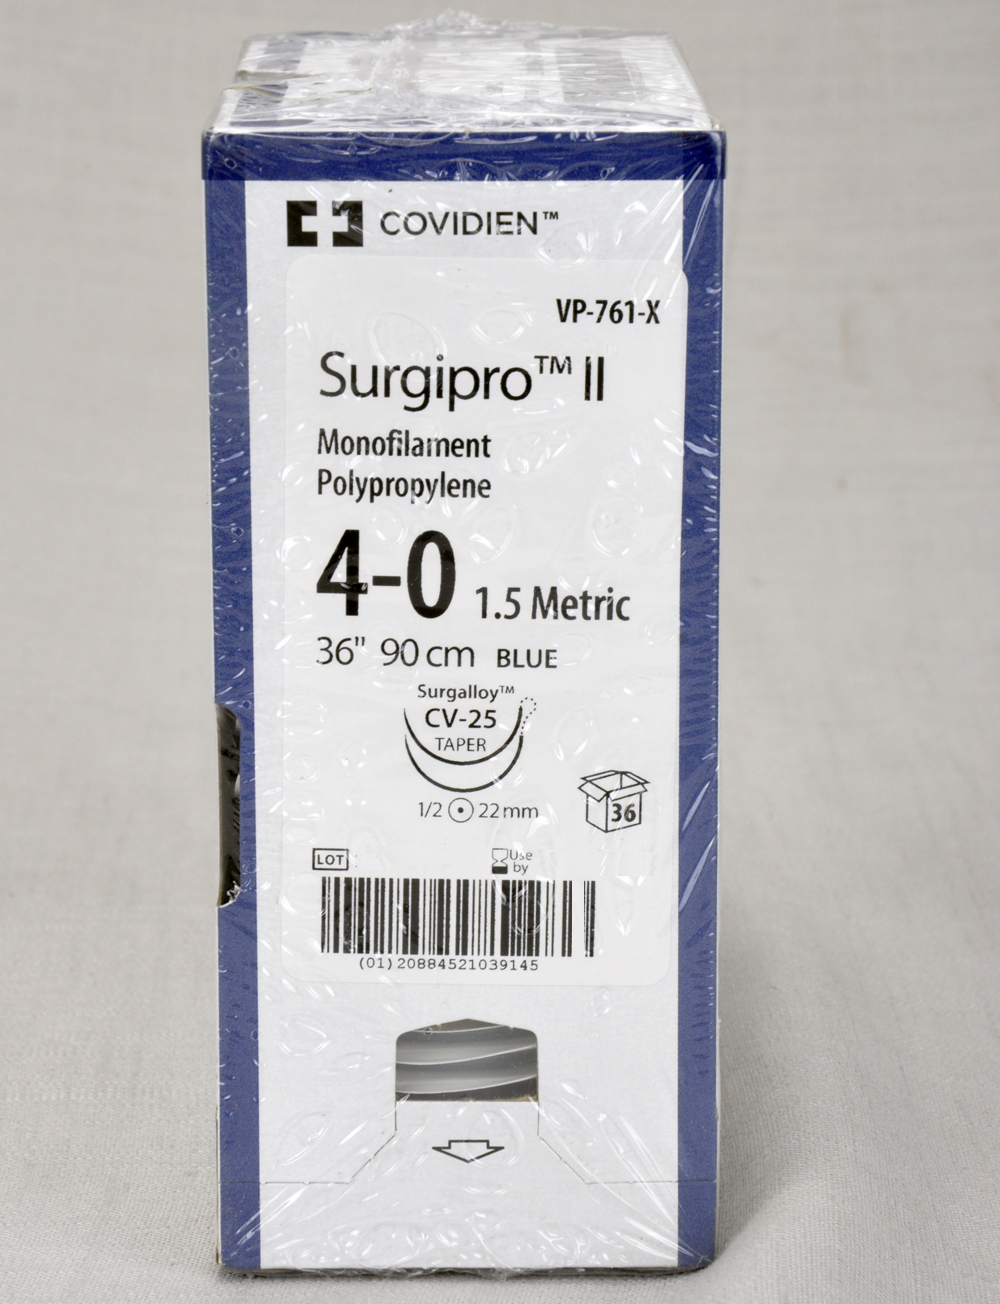 COVIDIEN™
VP-761-X
Surgipro™ II
Monofilament
Polypropylene
4-0 1.5 Metric
36" 90 cm BLUE
Surgalloy™
CV-25
TAPER
1/2 22 mm
36
LOT
Use
by
(01)20884521039145